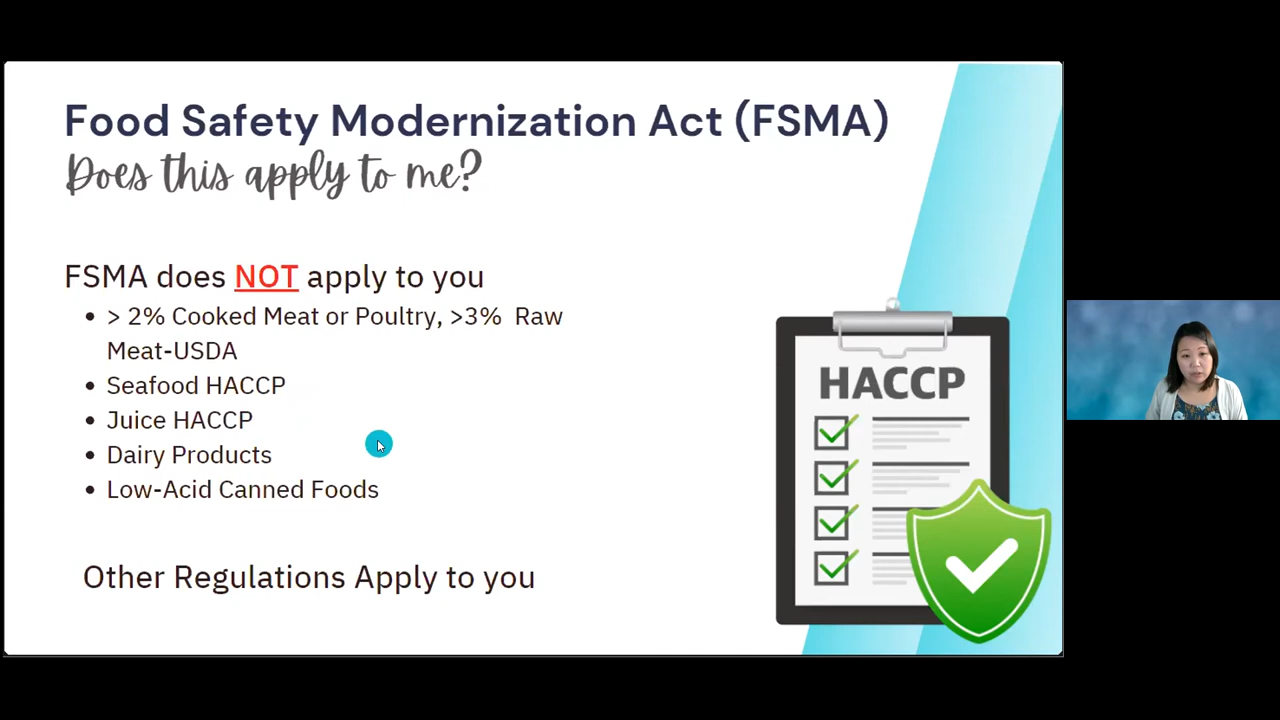 Food Safety Modernization Act (FSMA)
Does this apply to me?
FSMA does NOT apply to you
• > 2% Cooked Meat or Poultry, >3% Raw
Meat-USDA
• Seafood HACCP
• Juice HACCP
• Dairy Products
• Low-Acid Canned Foods
Other Regulations Apply to you
HACCP